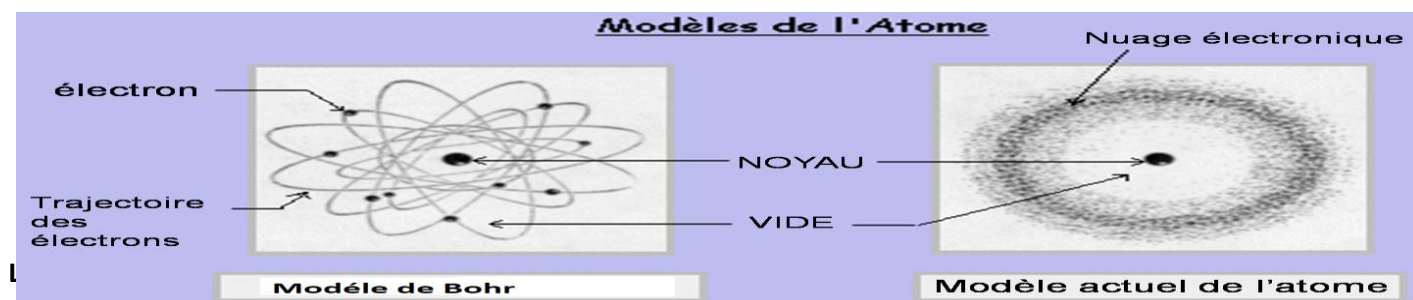 Modèles de l'Atome
Nuage électronique
électron
NOYAU
Trajectoire
des
électrons
VIDE
L
Modéle de Bohr
Modèle actuel de l'atome